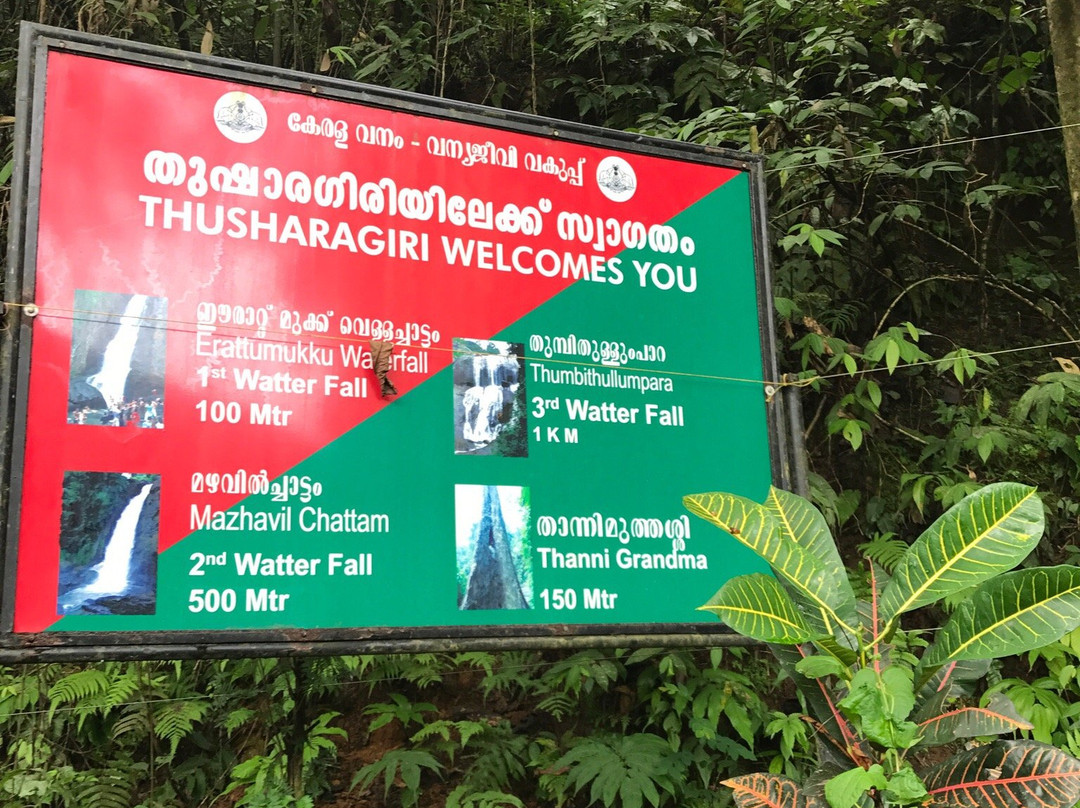 കേരള വനം - വന്യജീവി വകുപ്പ്
തുഷാരഗിരിയിലേക്ക് സ്വാഗതം
THUSHARAGIRI WELCOMES YOU
ഈരാറ്റ് മുക്ക് വെള്ളച്ചാട്ടം
Erattumukku Waterfall
1st Watter Fall
100 Mtr
തുമ്പിതുള്ളുംപാറ
Thumbithullumpara
3rd Watter Fall
1 K M
മഴവിൽച്ചാട്ടം
Mazhavil Chattam
2nd Watter Fall
500 Mtr
താന്നിമുത്തശ്ശി
Thanni Grandma
150 Mtr